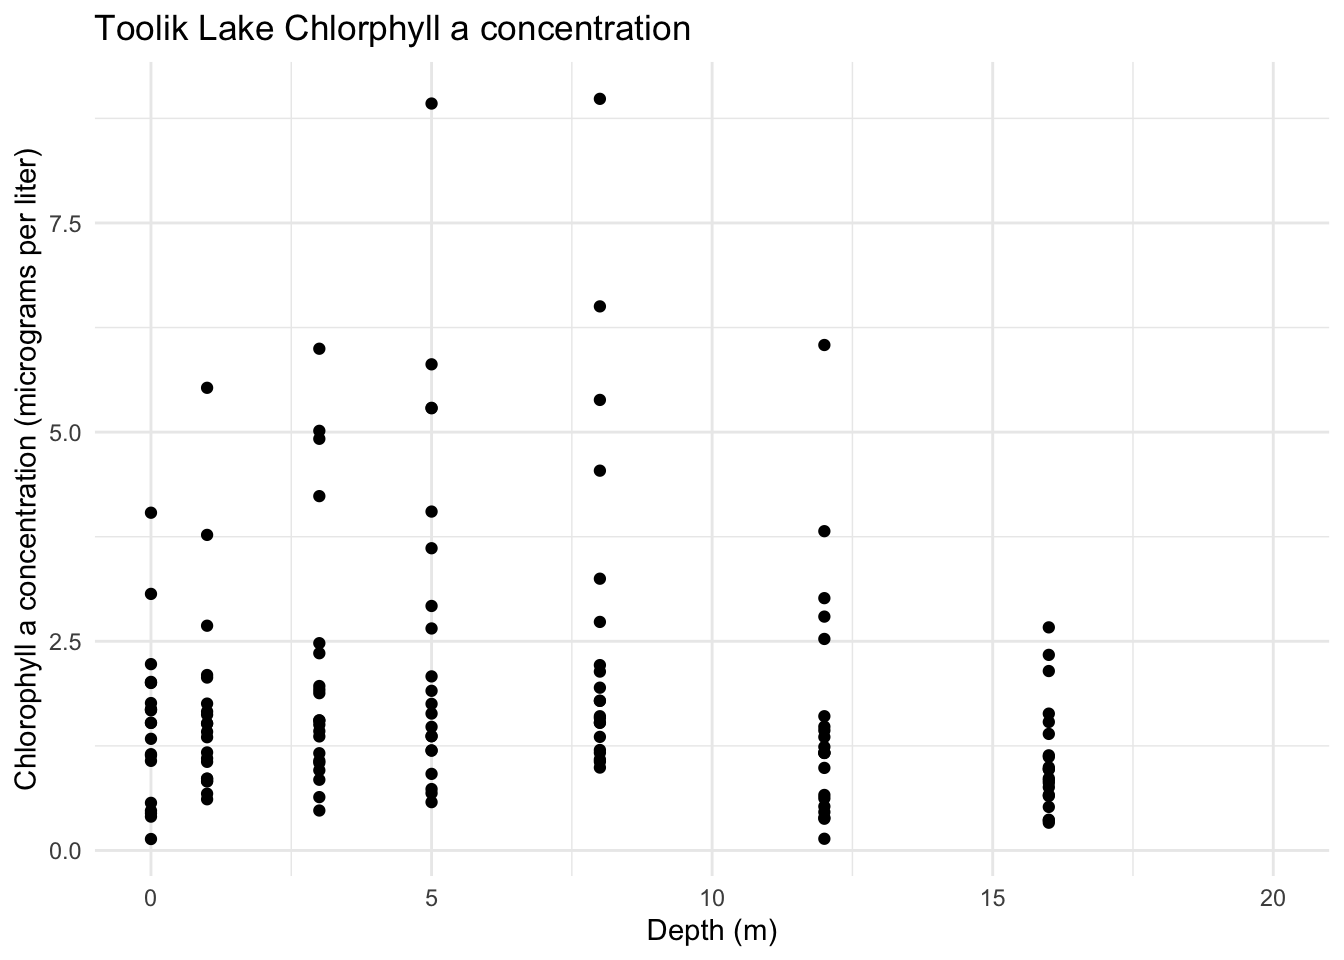 Toolik Lake Chlorphyll a concentration
Chlorophyll a concentration (micrograms per liter)
7.5
5.0
2.5
0.0
0 5 10 15 20
Depth (m)